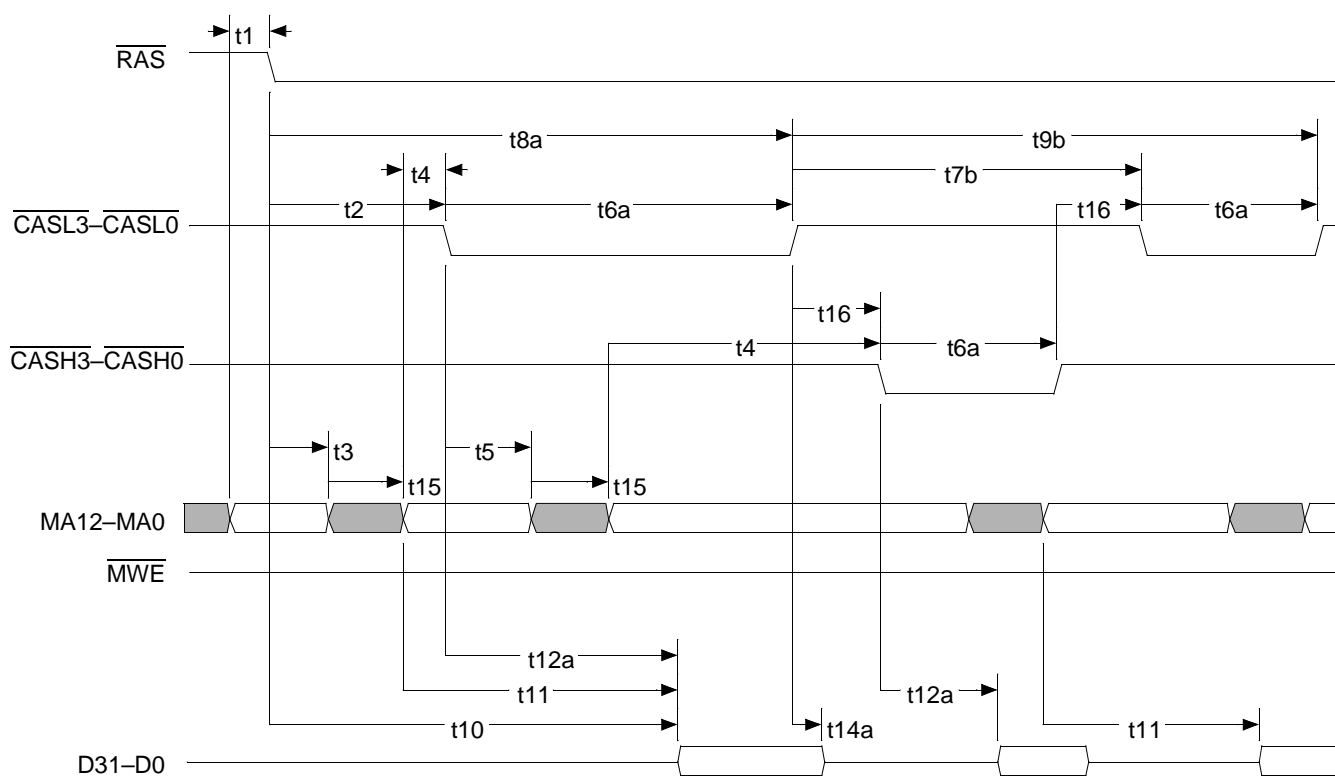 t1
RAS
t8a
t9b
t4
t7b
t2
t6a
t16
t6a
CASL3–CASL0
t16
t4
t6a
CASH3–CASH0
t3
t5
t15
t15
MA12–MA0
MWE
t12a
t11
t12a
t10
t14a
t11
D31–D0